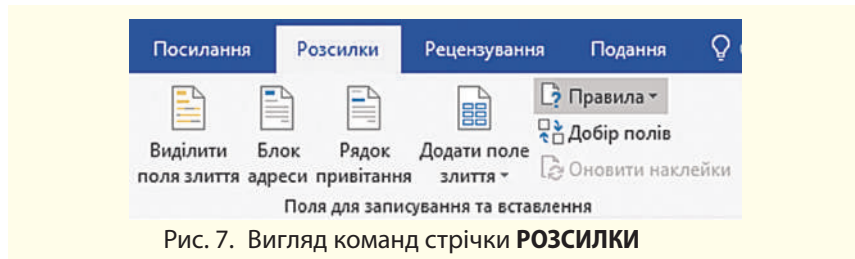 Посилання Розсилки Рецензування Подання
Виділити поля злиття
Блок адреси
Рядок привітання
Додати поле злиття
Правила
Добір полів
Оновити наклейки
Поля для записування та вставлення
Рис. 7. Вигляд команд стрічки РОЗСИЛКИ